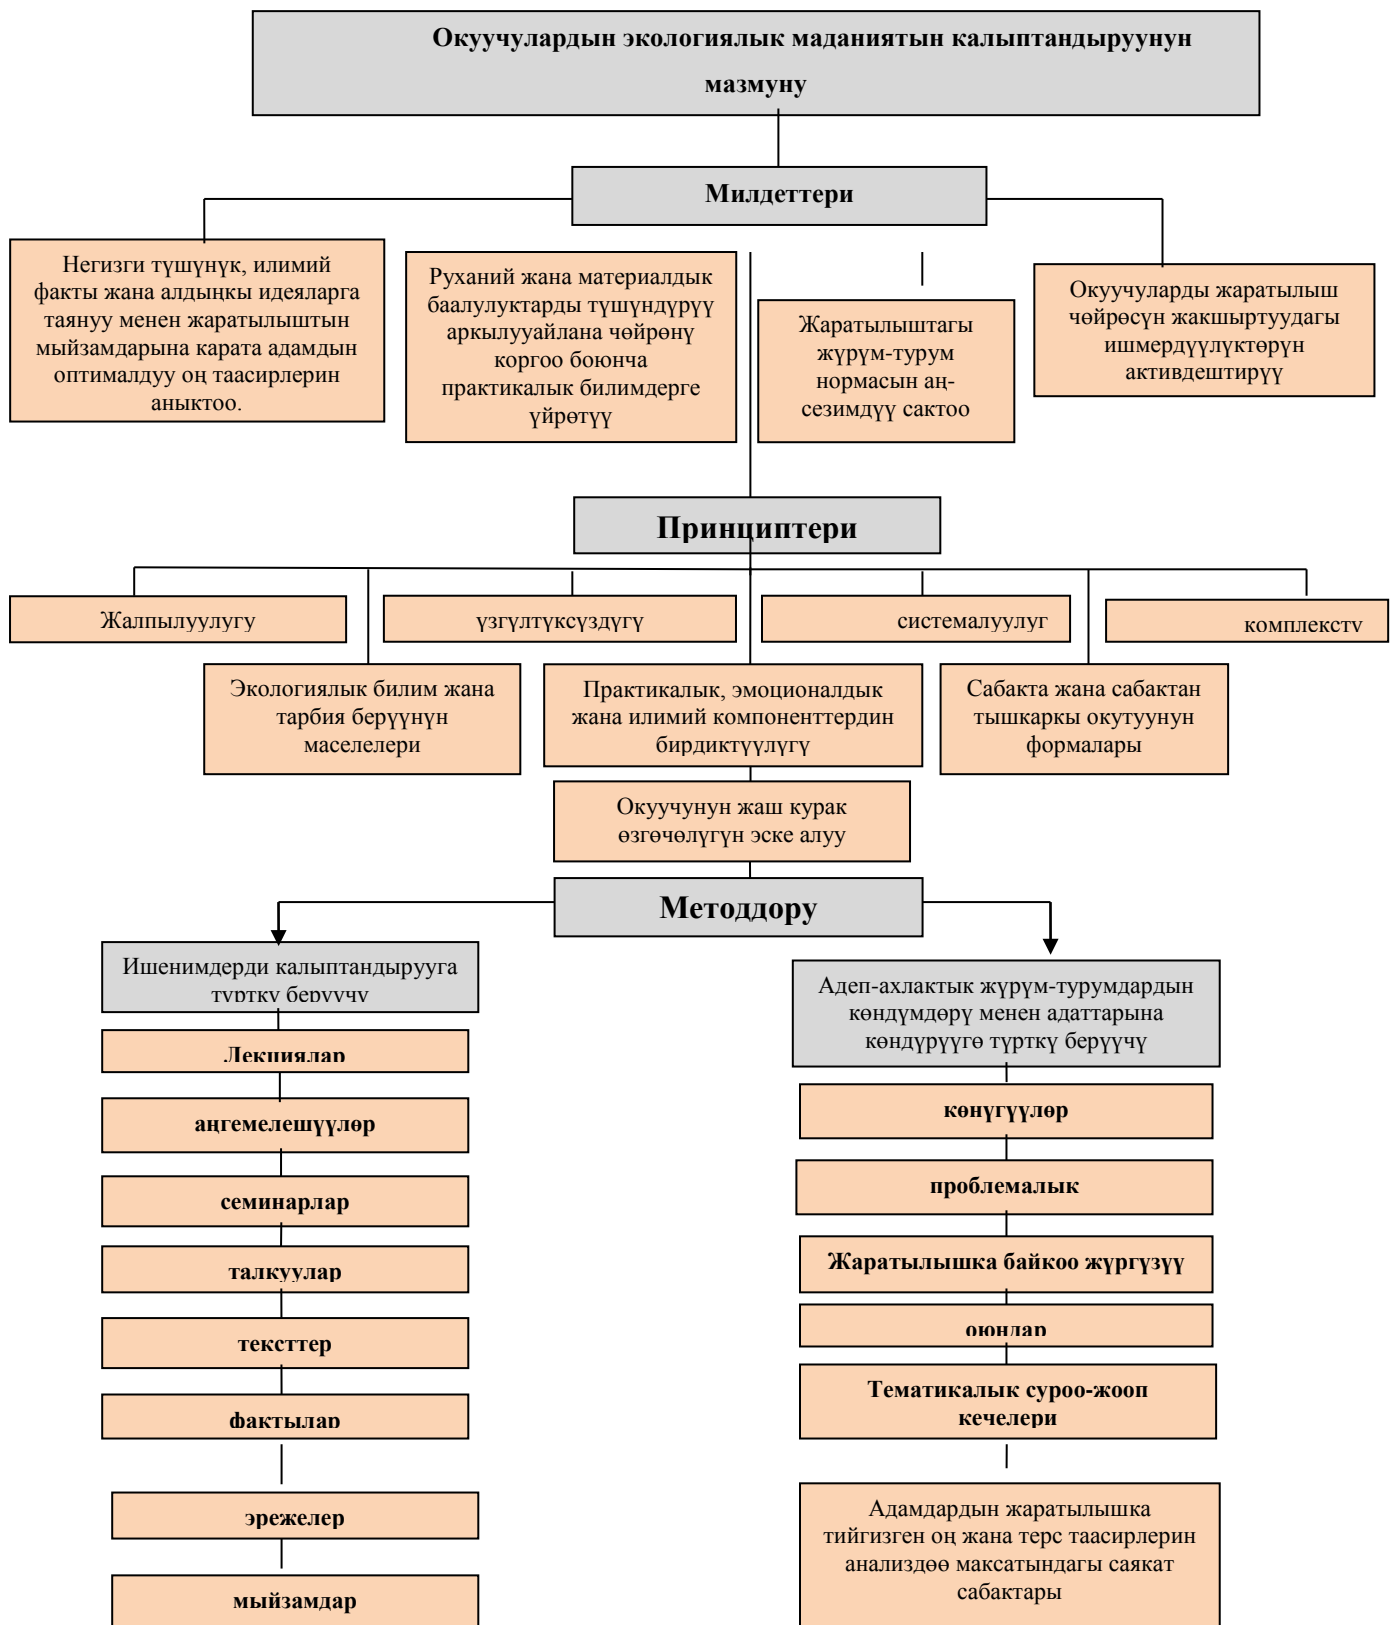 Окуучулардын экологиялык маданиятын калыптандыруунун
мазмуну
Милдеттери
Негизги түшүнүк, илимий
факты жана алдыңкы идеяларга
таянуу менен жаратылыштын
мыйзамдарына карата адамдын
оптималдуу оң таасирлерин
аныктоо.
Руханий жана материалдык
баалулуктарды түшүндүрүү
аркылууайлана чөйрөнү
коргоо боюнча
практикалык билимдерге
үйрөтүү
Жаратылыштагы
жүрүм-турум
нормасын аң-
сезимдүү сактоо
Окуучуларды жаратылыш
чөйрөсүн жакшыртуудагы
ишмердүүлүктөрүн
активдештирүү
Принциптери
Жалпылуулугу
үзгүлтүксүздүгү
системалуулуг
комплексту
Экологиялык билим жана
тарбия берүүнүн
маселелери
Практикалык, эмоционалдык
жана илимий компоненттердин
бирдиктүүлүгү
Сабакта жана сабактан
тышкаркы окутуунун
формалары
Окуучунун жаш курак
өзгөчөлүгүн эске алуу
Методдору
Ишенимдерди калыптандырууга
түрткү берүүчү
Лекциялар
аңгемелешүүлөр
семинарлар
талкуулар
тексттер
фактылар
эрежелер
мыйзамдар
Адеп-ахлактык жүрүм-турумдардын
көндүмдөрү менен адаттарына
көндүрүүгө түрткү берүүчү
көнүгүүлөр
проблемалык
Жаратылышка байкоо жүргүзүү
оюндар
Тематикалык суроо-жооп
кечелери
Адамдардын жаратылышка
тийгизген оң жана терс таасирлерин
анализдөө максатындагы саякат
сабактары